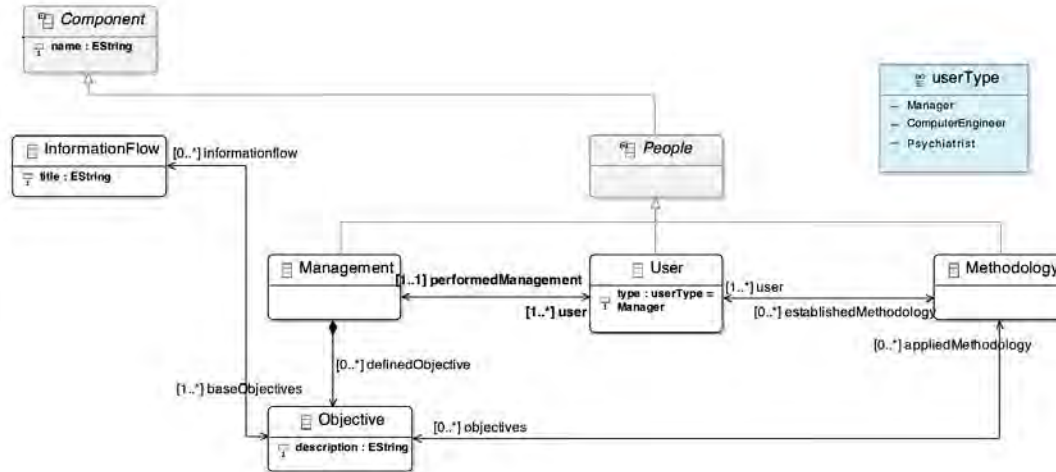 Component
name : EString
userType
Manager
ComputerEngineer
Psychiatrist
InformationFlow
title : EString
[0..*] informationflow
People
Management
[1..1] performedManagement
[1..*] user
User
type : userType =
Manager
[1..*] user
[0..*] establishedMethodology
Methodology
[0..*] appliedMethodology
[0..*] definedObjective
[1..*] baseObjectives
Objective
description : EString
[0..*] objectives